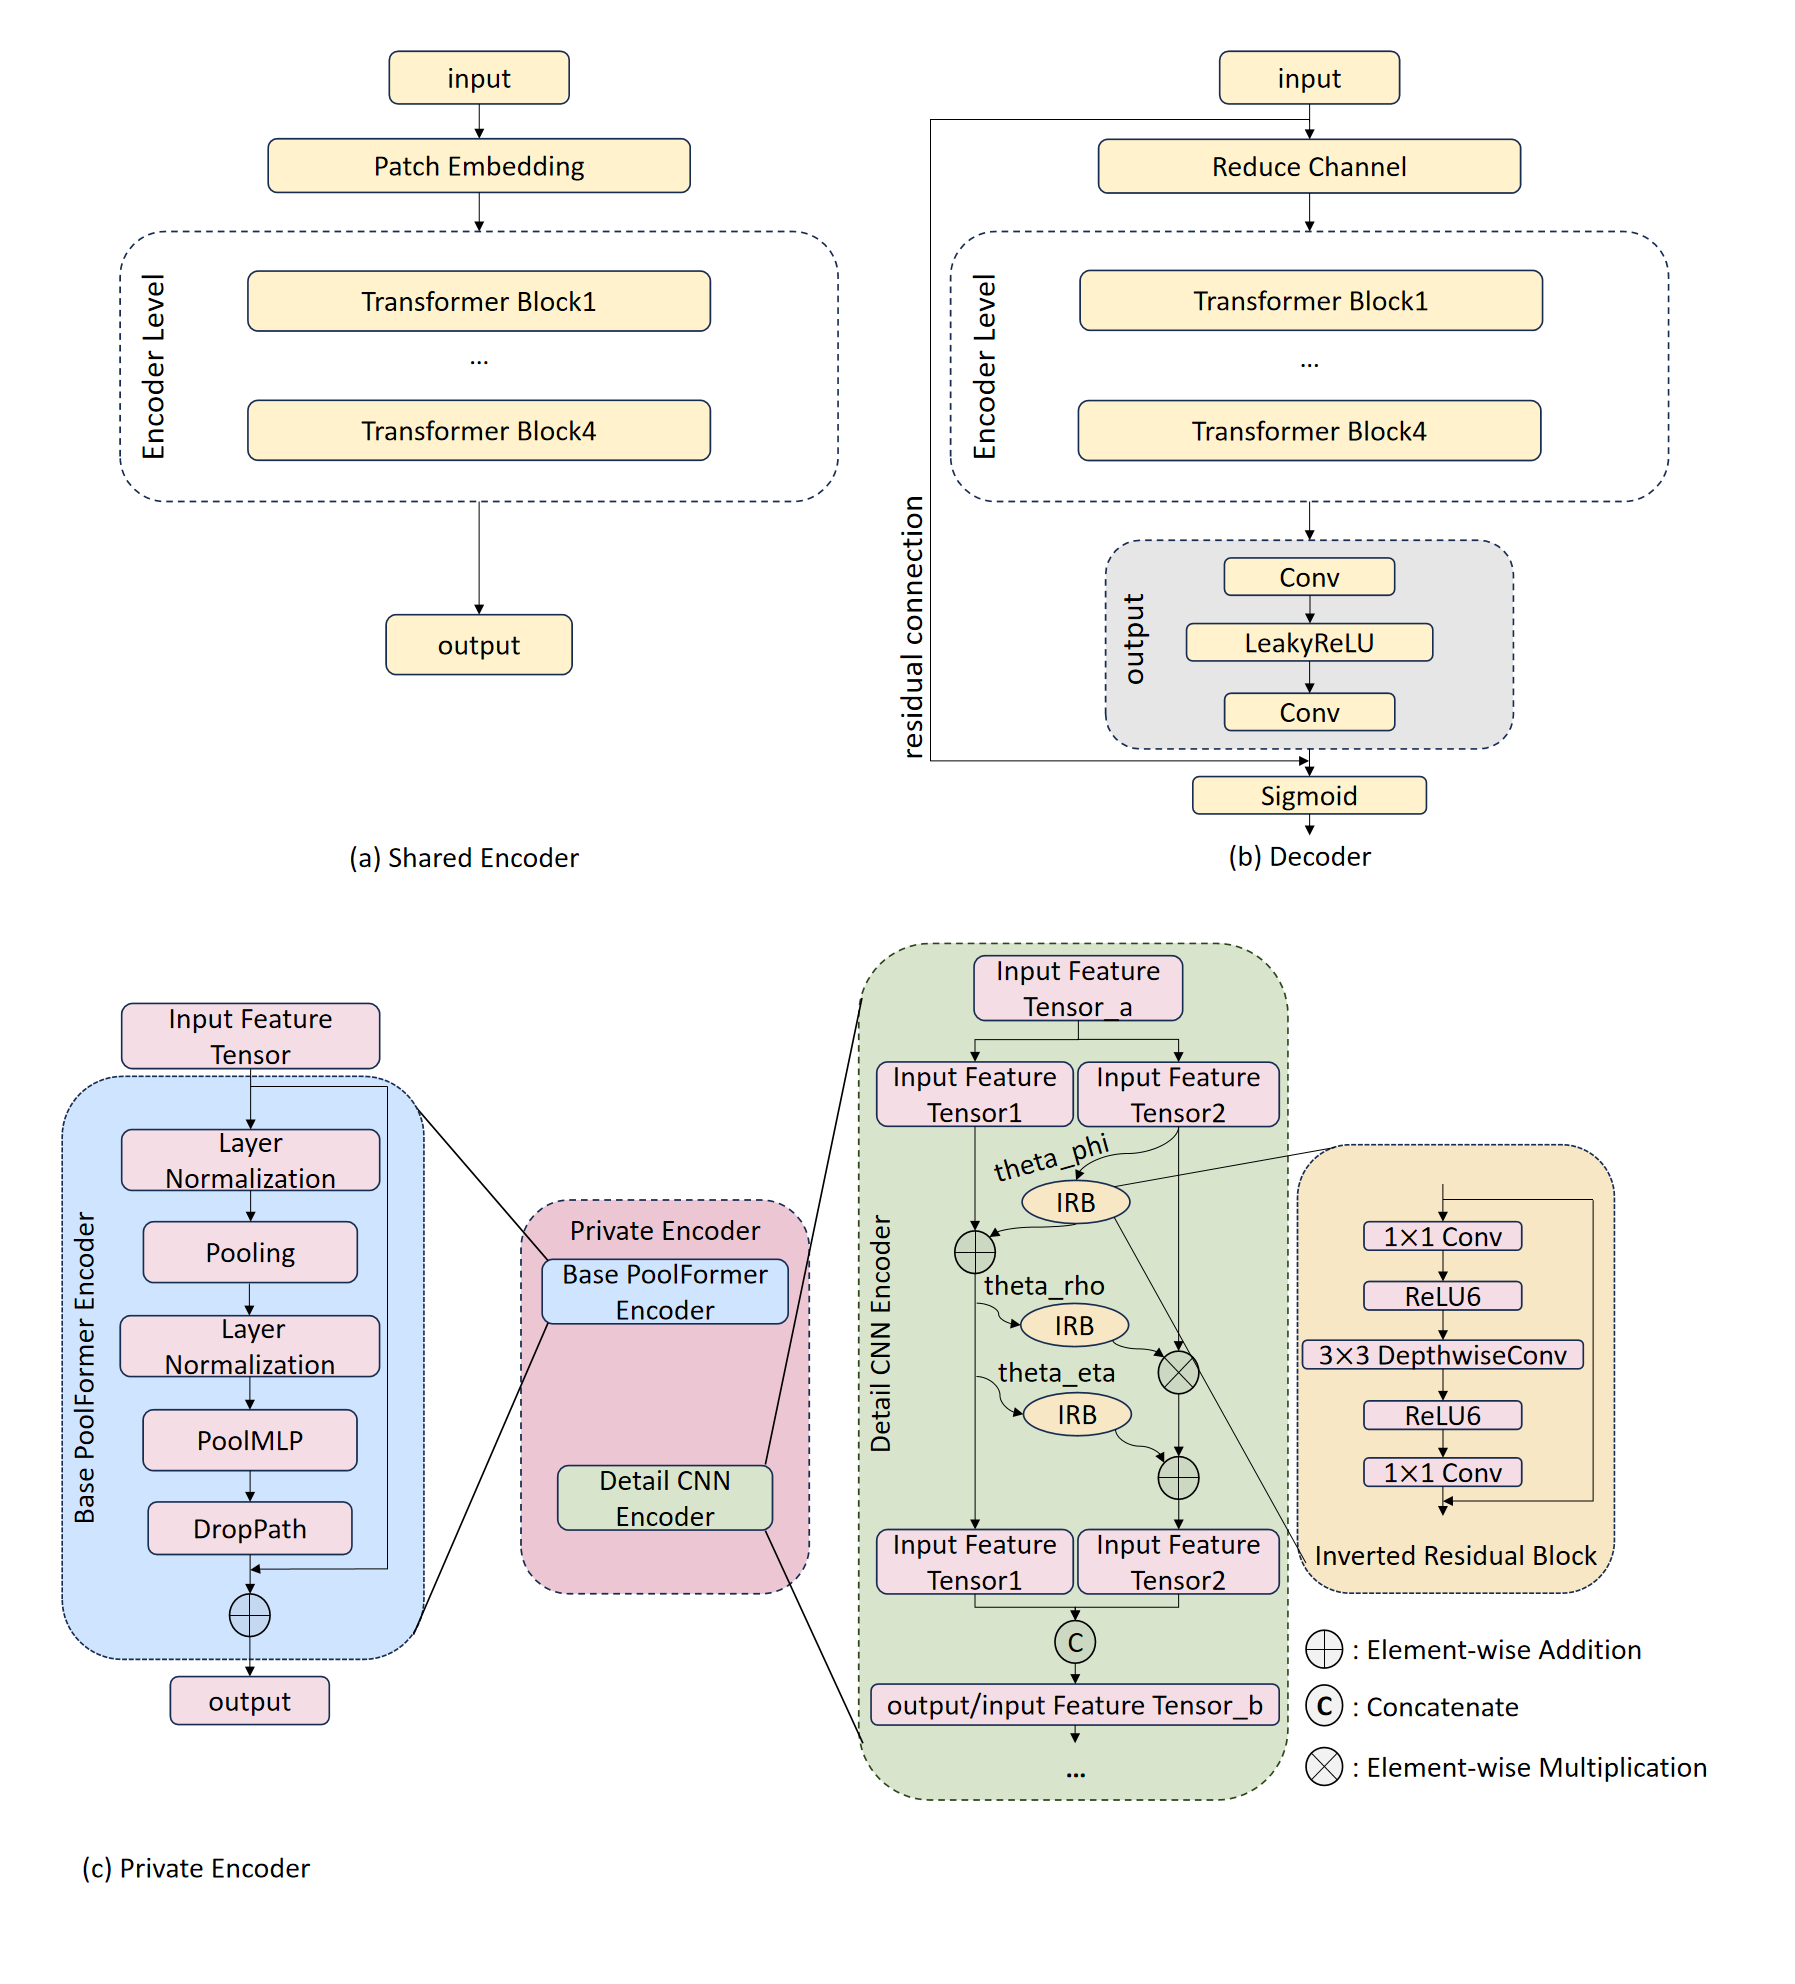 input
Patch Embedding
Encoder Level
Transformer Block1
...
Transformer Block4
output
(a) Shared Encoder
input
Reduce Channel
Encoder Level
Transformer Block1
...
Transformer Block4
residual connection
output
Conv
LeakyReLU
Conv
Sigmoid
(b) Decoder
Input Feature
Tensor
Base PoolFormer Encoder
Layer
Normalization
Pooling
Layer
Normalization
PoolMLP
DropPath
output
Private Encoder
Base PoolFormer
Encoder
Detail CNN
Encoder
Detail CNN Encoder
Input Feature
Tensor_a
Input Feature
Tensor1
Input Feature
Tensor2
theta_phi
IRB
theta_rho
IRB
theta_eta
IRB
Input Feature
Tensor1
Input Feature
Tensor2
C
output/input Feature Tensor_b
...
1×1 Conv
ReLU6
3×3 DepthwiseConv
ReLU6
1×1 Conv
Inverted Residual Block
: Element-wise Addition
C : Concatenate
: Element-wise Multiplication
(c) Private Encoder